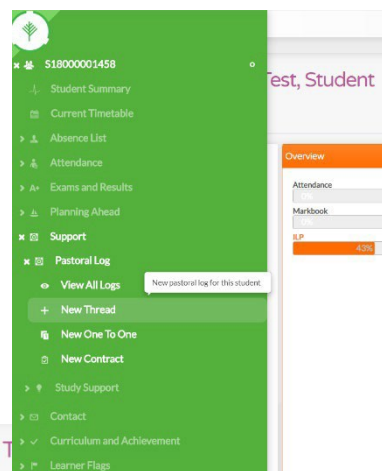 S18000001458
Student Summary
Current Timetable
Absence List
Attendance
A+ Exams and Results
Planning Ahead
Support
Pastoral Log
View All Logs
New pastoral log for this student
New Thread
New One To One
New Contract
Study Support
Contact
Curriculum and Achievement
Learner Flags
Test, Student
Overview
Attendance
0%
Markbook
0%
ILP
43%
T